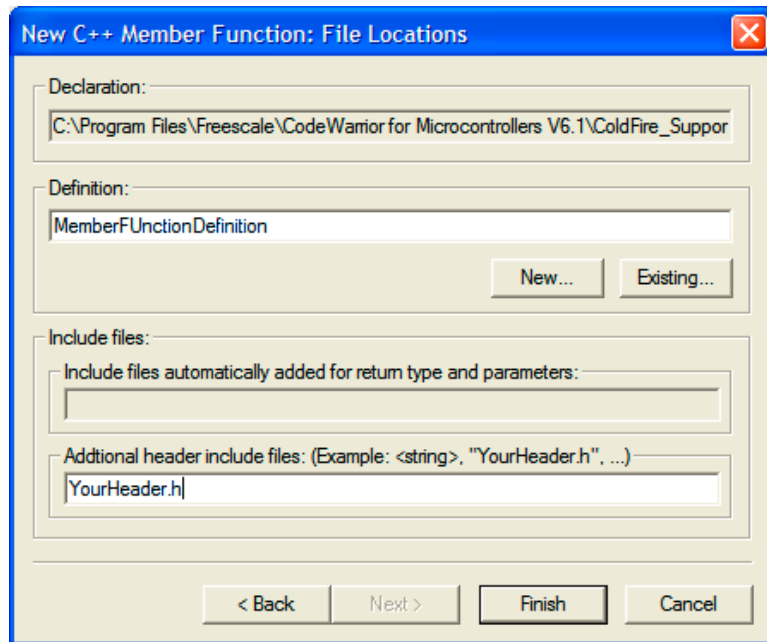 New C++ Member Function: File Locations
Declaration:
C:\Program Files\Freescale\CodeWarrior for Microcontrollers V6.1\ColdFire_Suppor
Definition:
MemberFUnctionDefinition
New... Existing...
Include files:
Include files automatically added for return type and parameters:
Addtional header include files: (Example: <string>, "YourHeader.h", ...)
YourHeader.h
< Back Next > Finish Cancel